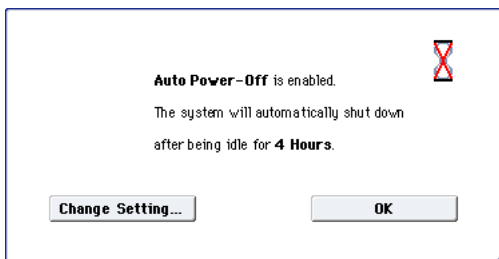 Auto Power-Off is enabled.
The system will automatically shut down
after being idle for 4 Hours.
Change Setting... OK